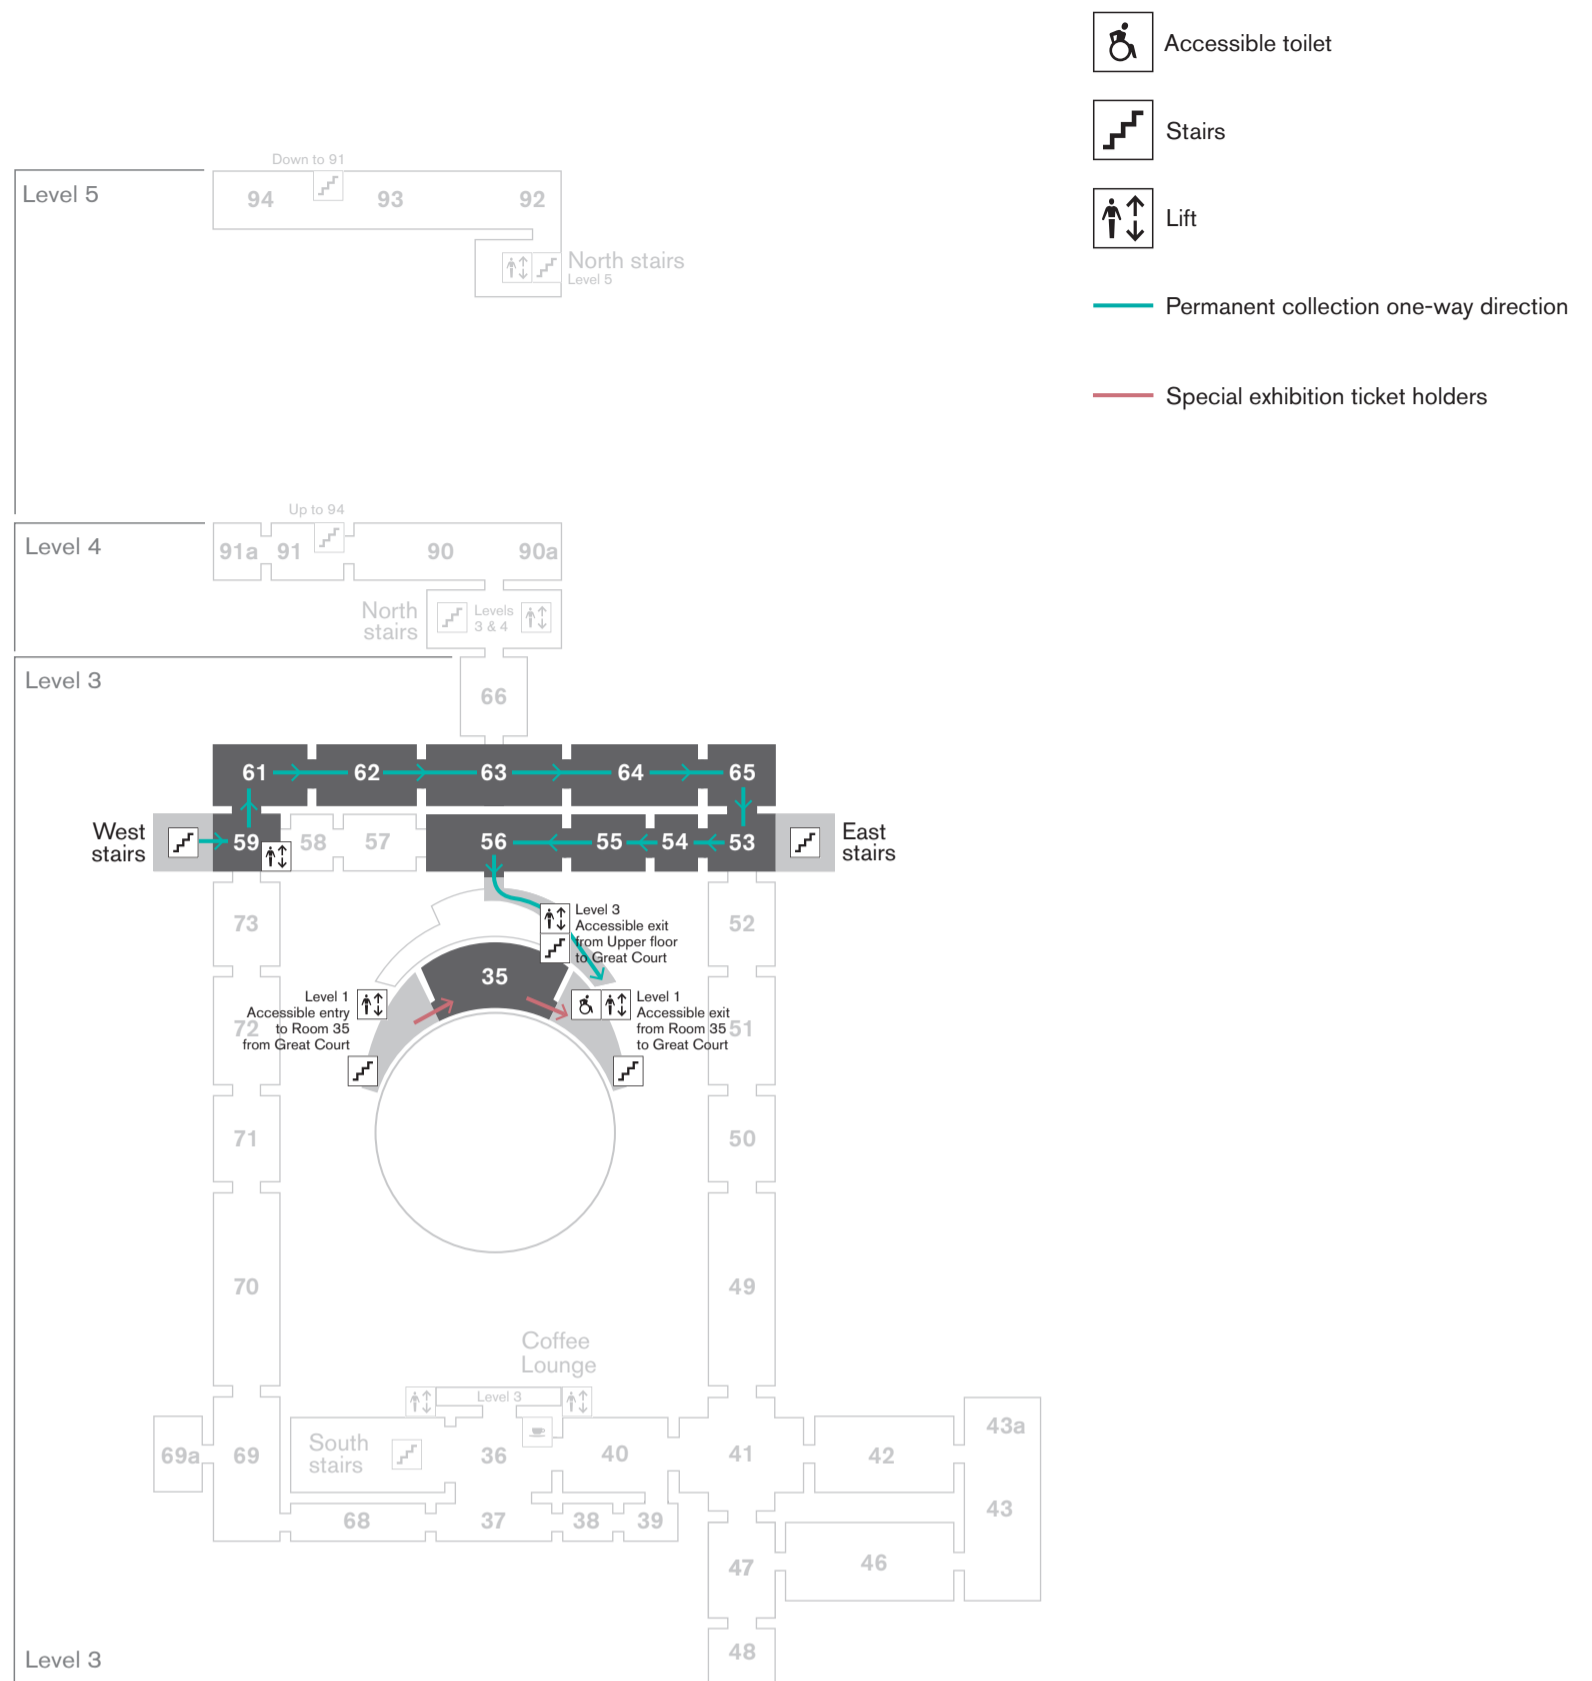 Accessible toilet
Stairs
Lift
Permanent collection one-way direction
Special exhibition ticket holders
Down to 91
Level 5
94
93
92
North stairs
Level 5
Up to 94
Level 4
91a
91
90
90a
North
stairs
Levels
3 & 4
Level 3
66
61
62
63
64
65
West
stairs
59
58
57
56
55
54
53
East
stairs
73
52
Level 3
Accessible exit
from Upper floor
to Great Court
35
Level 1
Accessible entry
to Room 35
from Great Court
72
Level 1
Accessible exit
from Room 35
to Great Court
51
71
50
70
49
Coffee
Lounge
Level 3
69a
69
South
stairs
36
40
41
42
43a
43
68
37
38
39
47
46
48
Level 3